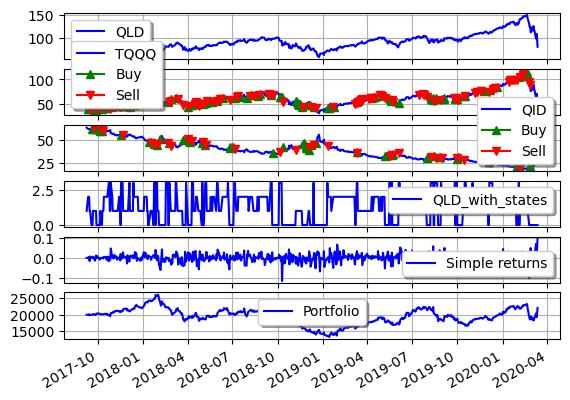 150
100
QLD
TQQQ
Buy
Sell
100
50
QID
Buy
Sell
50
25
2.5
0.0
QLD_with_states
0.1
0.0
-0.1
Simple returns
25000
20000
15000
Portfolio
2017-10
2018-01
2018-04
2018-07
2018-10
2019-01
2019-04
2019-07
2019-10
2020-01
2020-04